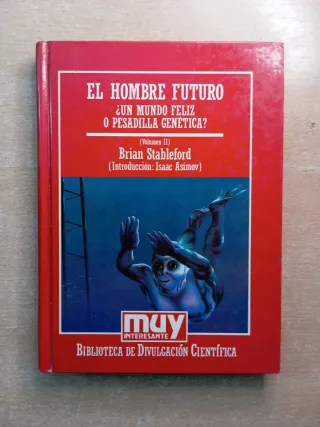 EL HOMBRE FUTURO
¿UN MUNDO FELIZ
O PESADILLA GENÉTICA?
(Volumen II)
Brian Stableford
(Introducción: Isaac Asimov)
muy
INTERESANTE
BIBLIOTECA DE DIVULGACIÓN CIENTÍFICA